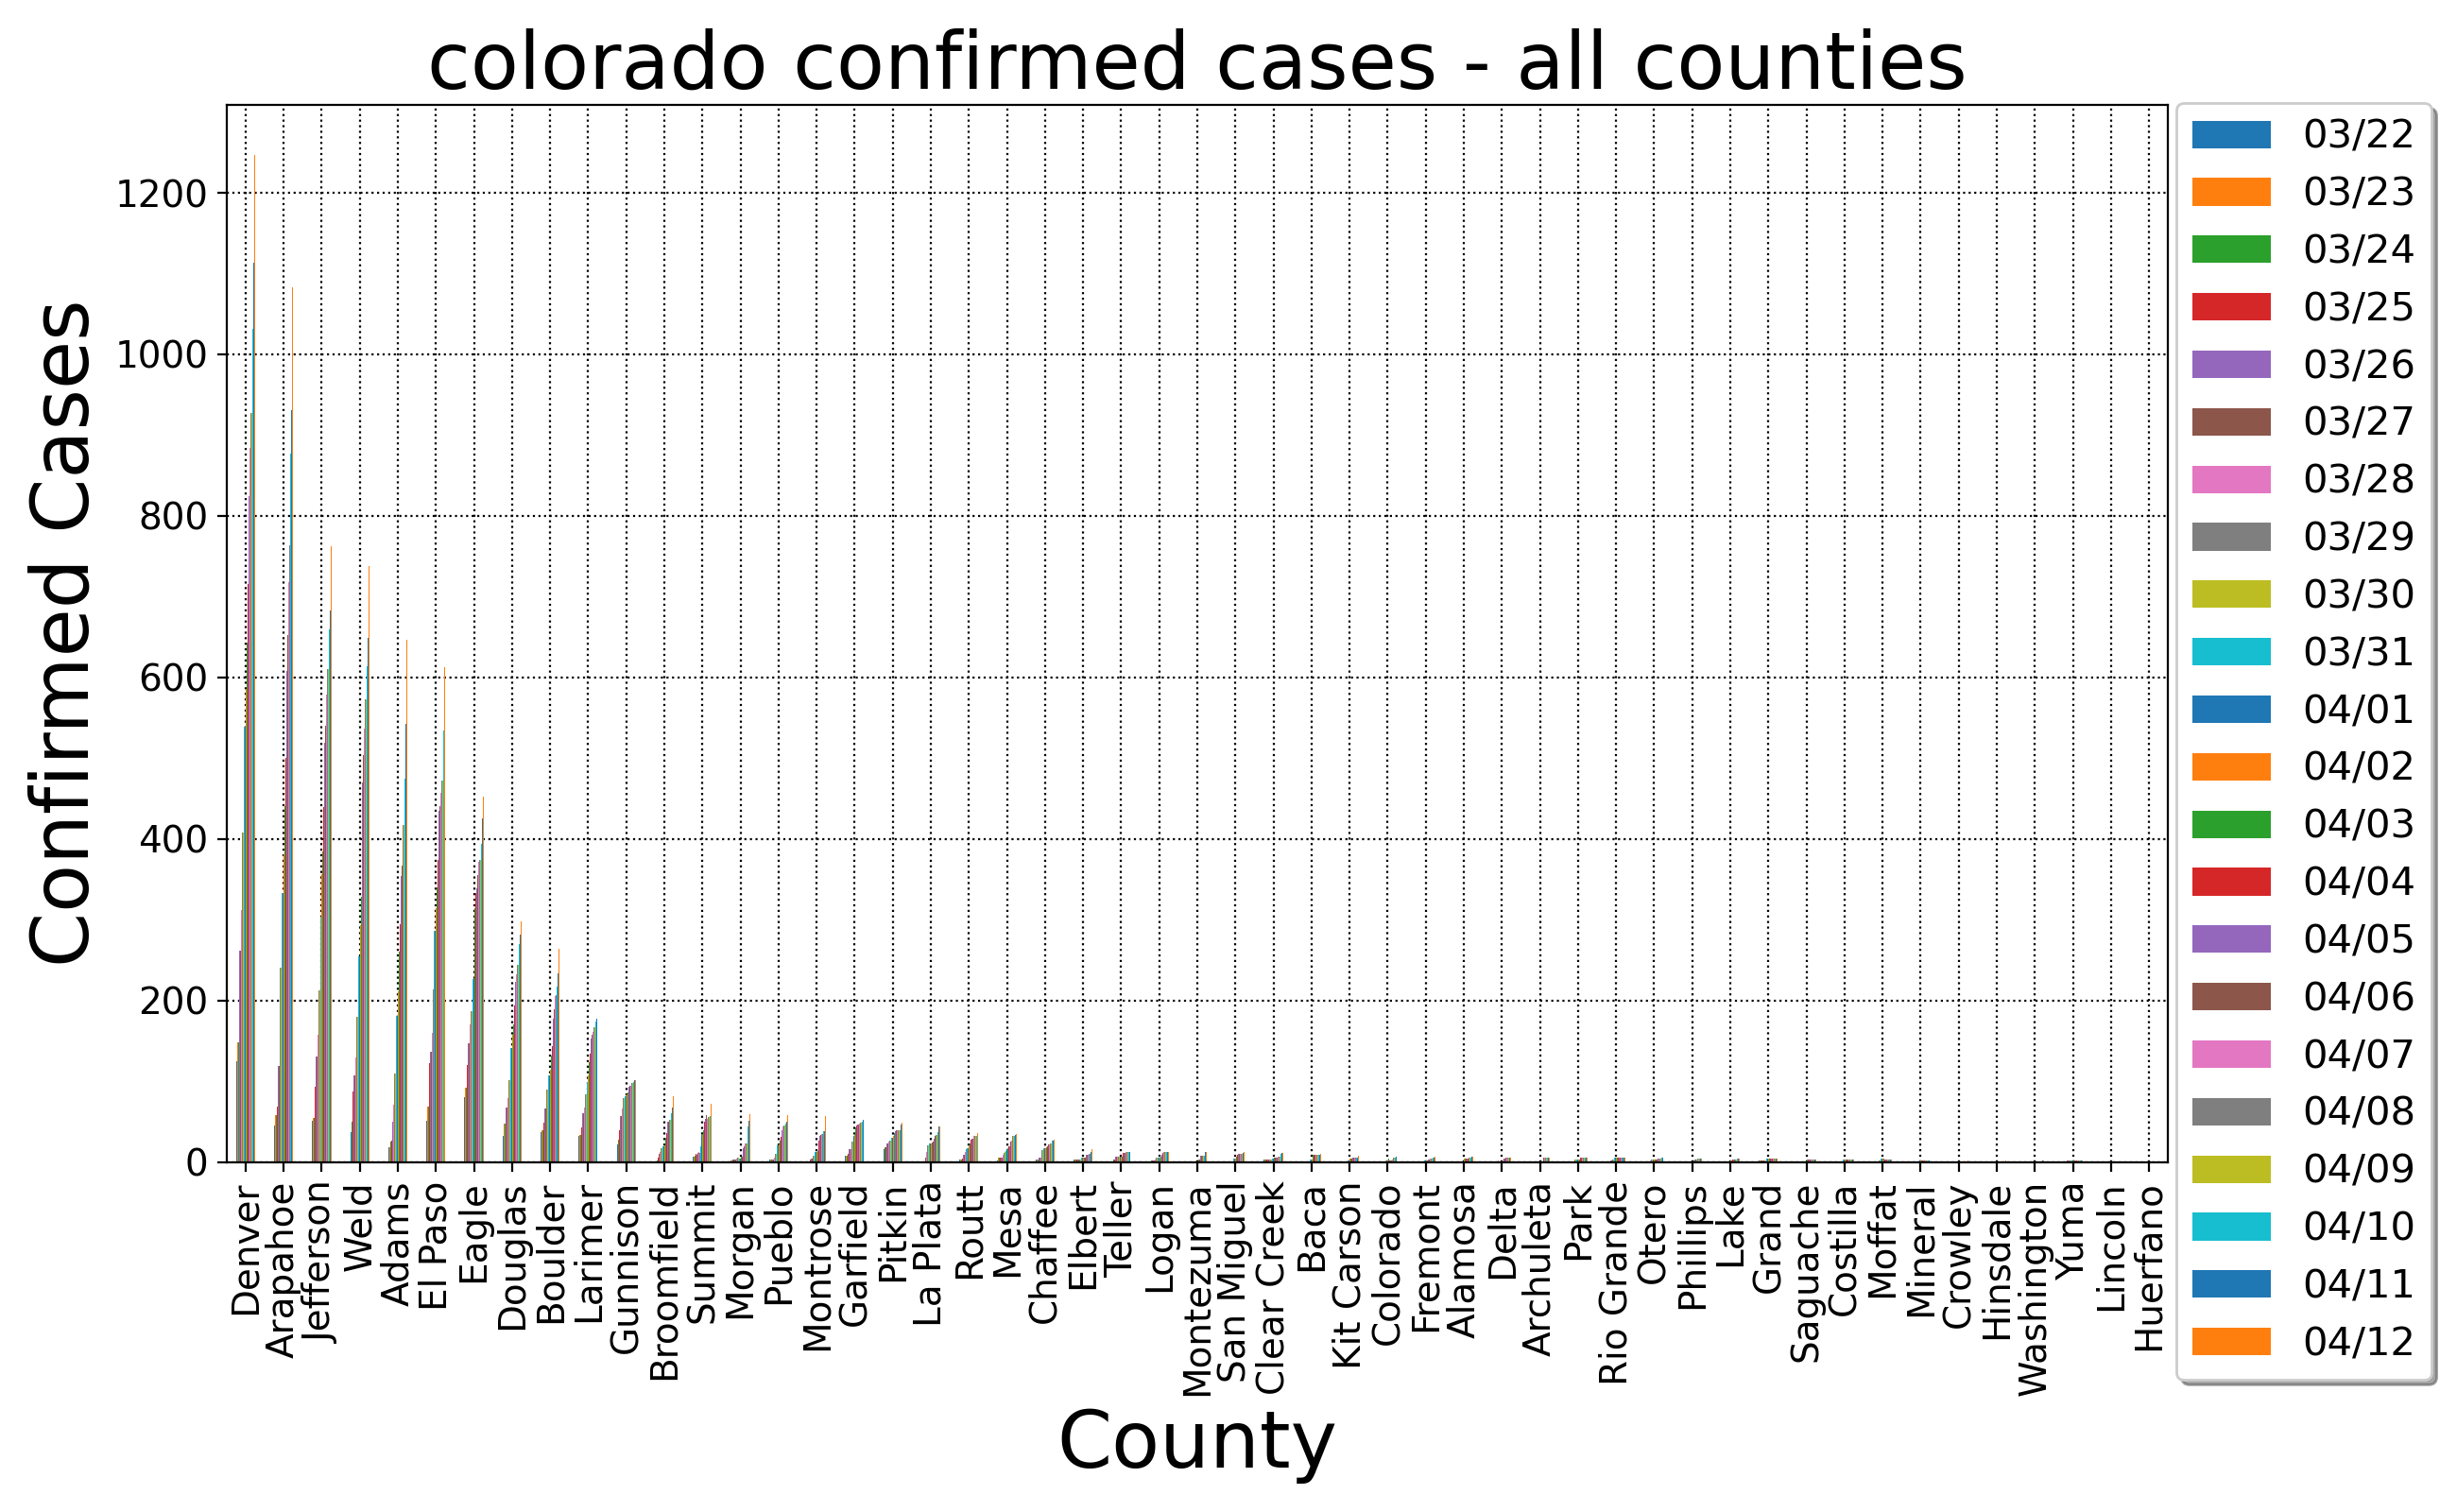 colorado confirmed cases - all counties
Confirmed Cases
1200
1000
800
600
400
200
0
Denver
Arapahoe
Jefferson
Weld
Adams
El Paso
Eagle
Douglas
Boulder
Larimer
Gunnison
Broomfield
Summit
Morgan
Pueblo
Montrose
Garfield
Pitkin
La Plata
Routt
Mesa
Chaffee
Elbert
Teller
Logan
Montezuma
San Miguel
Clear Creek
Baca
Kit Carson
Colorado
Fremont
Alamosa
Delta
Archuleta
Park
Rio Grande
Otero
Phillips
Lake
Grand
Saguache
Costilla
Moffat
Mineral
Crowley
Hinsdale
Washington
Yuma
Lincoln
Huerfano
County
03/22
03/23
03/24
03/25
03/26
03/27
03/28
03/29
03/30
03/31
04/01
04/02
04/03
04/04
04/05
04/06
04/07
04/08
04/09
04/10
04/11
04/12